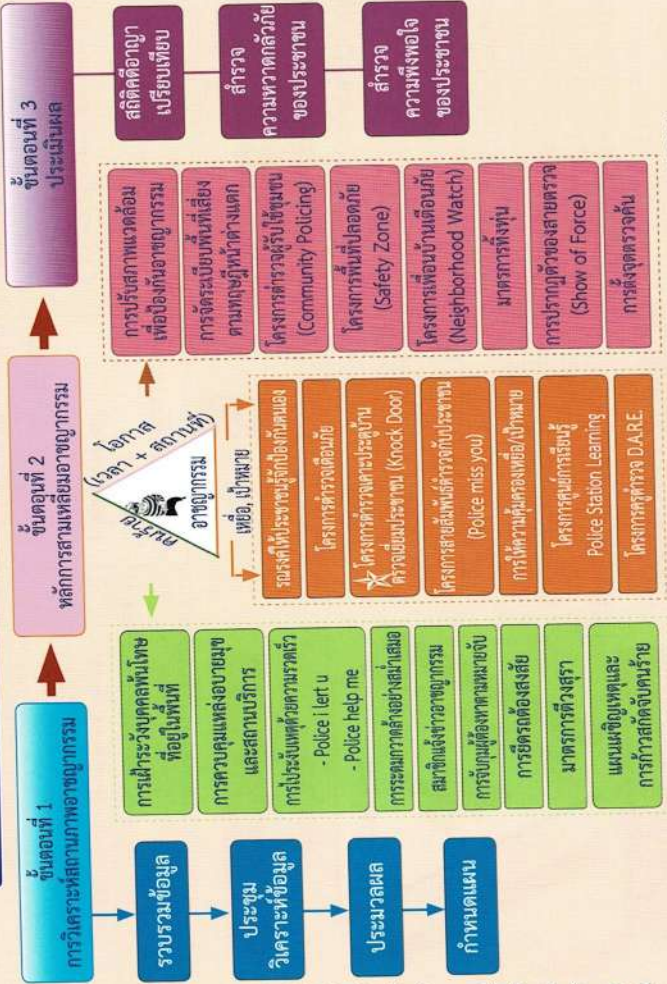 ขั้นตอนที่ 1
การวิเคราะห์สถานภาพอาชญากรรม
รวบรวมข้อมูล
ประชุม
วิเคราะห์ข้อมูล
ประมวลผล
กำหนดแผน
ขั้นตอนที่ 2
หลักการสามเหลี่ยมอาชญากรรม
คนร้าย
โอกาส
(เวลา + สถานที่)
อาชญากรรม
เหยื่อ, เป้าหมาย
การเฝ้าระวังบุคคลพ้นโทษ
ที่อยู่ในพื้นที่
การควบคุมแหล่งอบายมุข
และสถานบริการ
การไประงับเหตุด้วยความรวดเร็ว
- Police i lert u
- Police help me
การระดมกวาดล้างอย่างสม่ำเสมอ
สมาชิกแจ้งข่าวอาชญากรรม
การจับกุมผู้ต้องหาตามหมายจับ
การยึดรถต้องสงสัย
มาตรการตีวงสุรา
แผนเผชิญเหตุและ
การก้าวสกัดจับคนร้าย
รณรงค์ให้ประชาชนรู้จักป้องกันตนเอง
โครงการตำรวจเตือนภัย
โครงการตำรวจเคาะประตูบ้าน
ตรวจเยี่ยมประชาชน (Knock Door)
โครงการสายสัมพันธ์ตำรวจกับประชาชน
(Police miss you)
การให้ความคุ้มครองเหยื่อ/เป้าหมาย
โครงการศูนย์การเรียนรู้
Police Station Learning
โครงการครูตำรวจ D.A.R.E.
การปรับสภาพแวดล้อม
เพื่อป้องกันอาชญากรรม
การจัดระเบียบพื้นที่เสี่ยง
ตามทฤษฎีหน้าต่างแตก
โครงการตำรวจผู้รับใช้ชุมชน
(Community Policing)
โครงการพื้นที่ปลอดภัย
(Safety Zone)
โครงการเพื่อนบ้านเตือนภัย
(Neighborhood Watch)
มาตรการทิ้งทุ่น
การปรากฏตัวของสายตรวจ
(Show of Force)
การตั้งจุดตรวจค้น
ขั้นตอนที่ 3
ประเมินผล
สถิติคดีอาญา
เปรียบเทียบ
สำรวจ
ความหวาดกลัวภัย
ของประชาชน
สำรวจ
ความพึงพอใจ
ของประชาชน